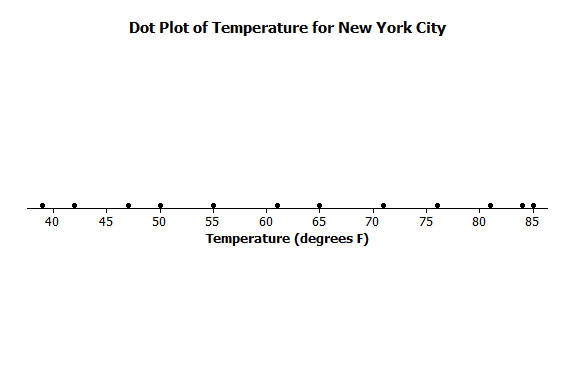 Dot Plot of Temperature for New York City
40 45 50 55 60 65 70 75 80 85
Temperature (degrees F)